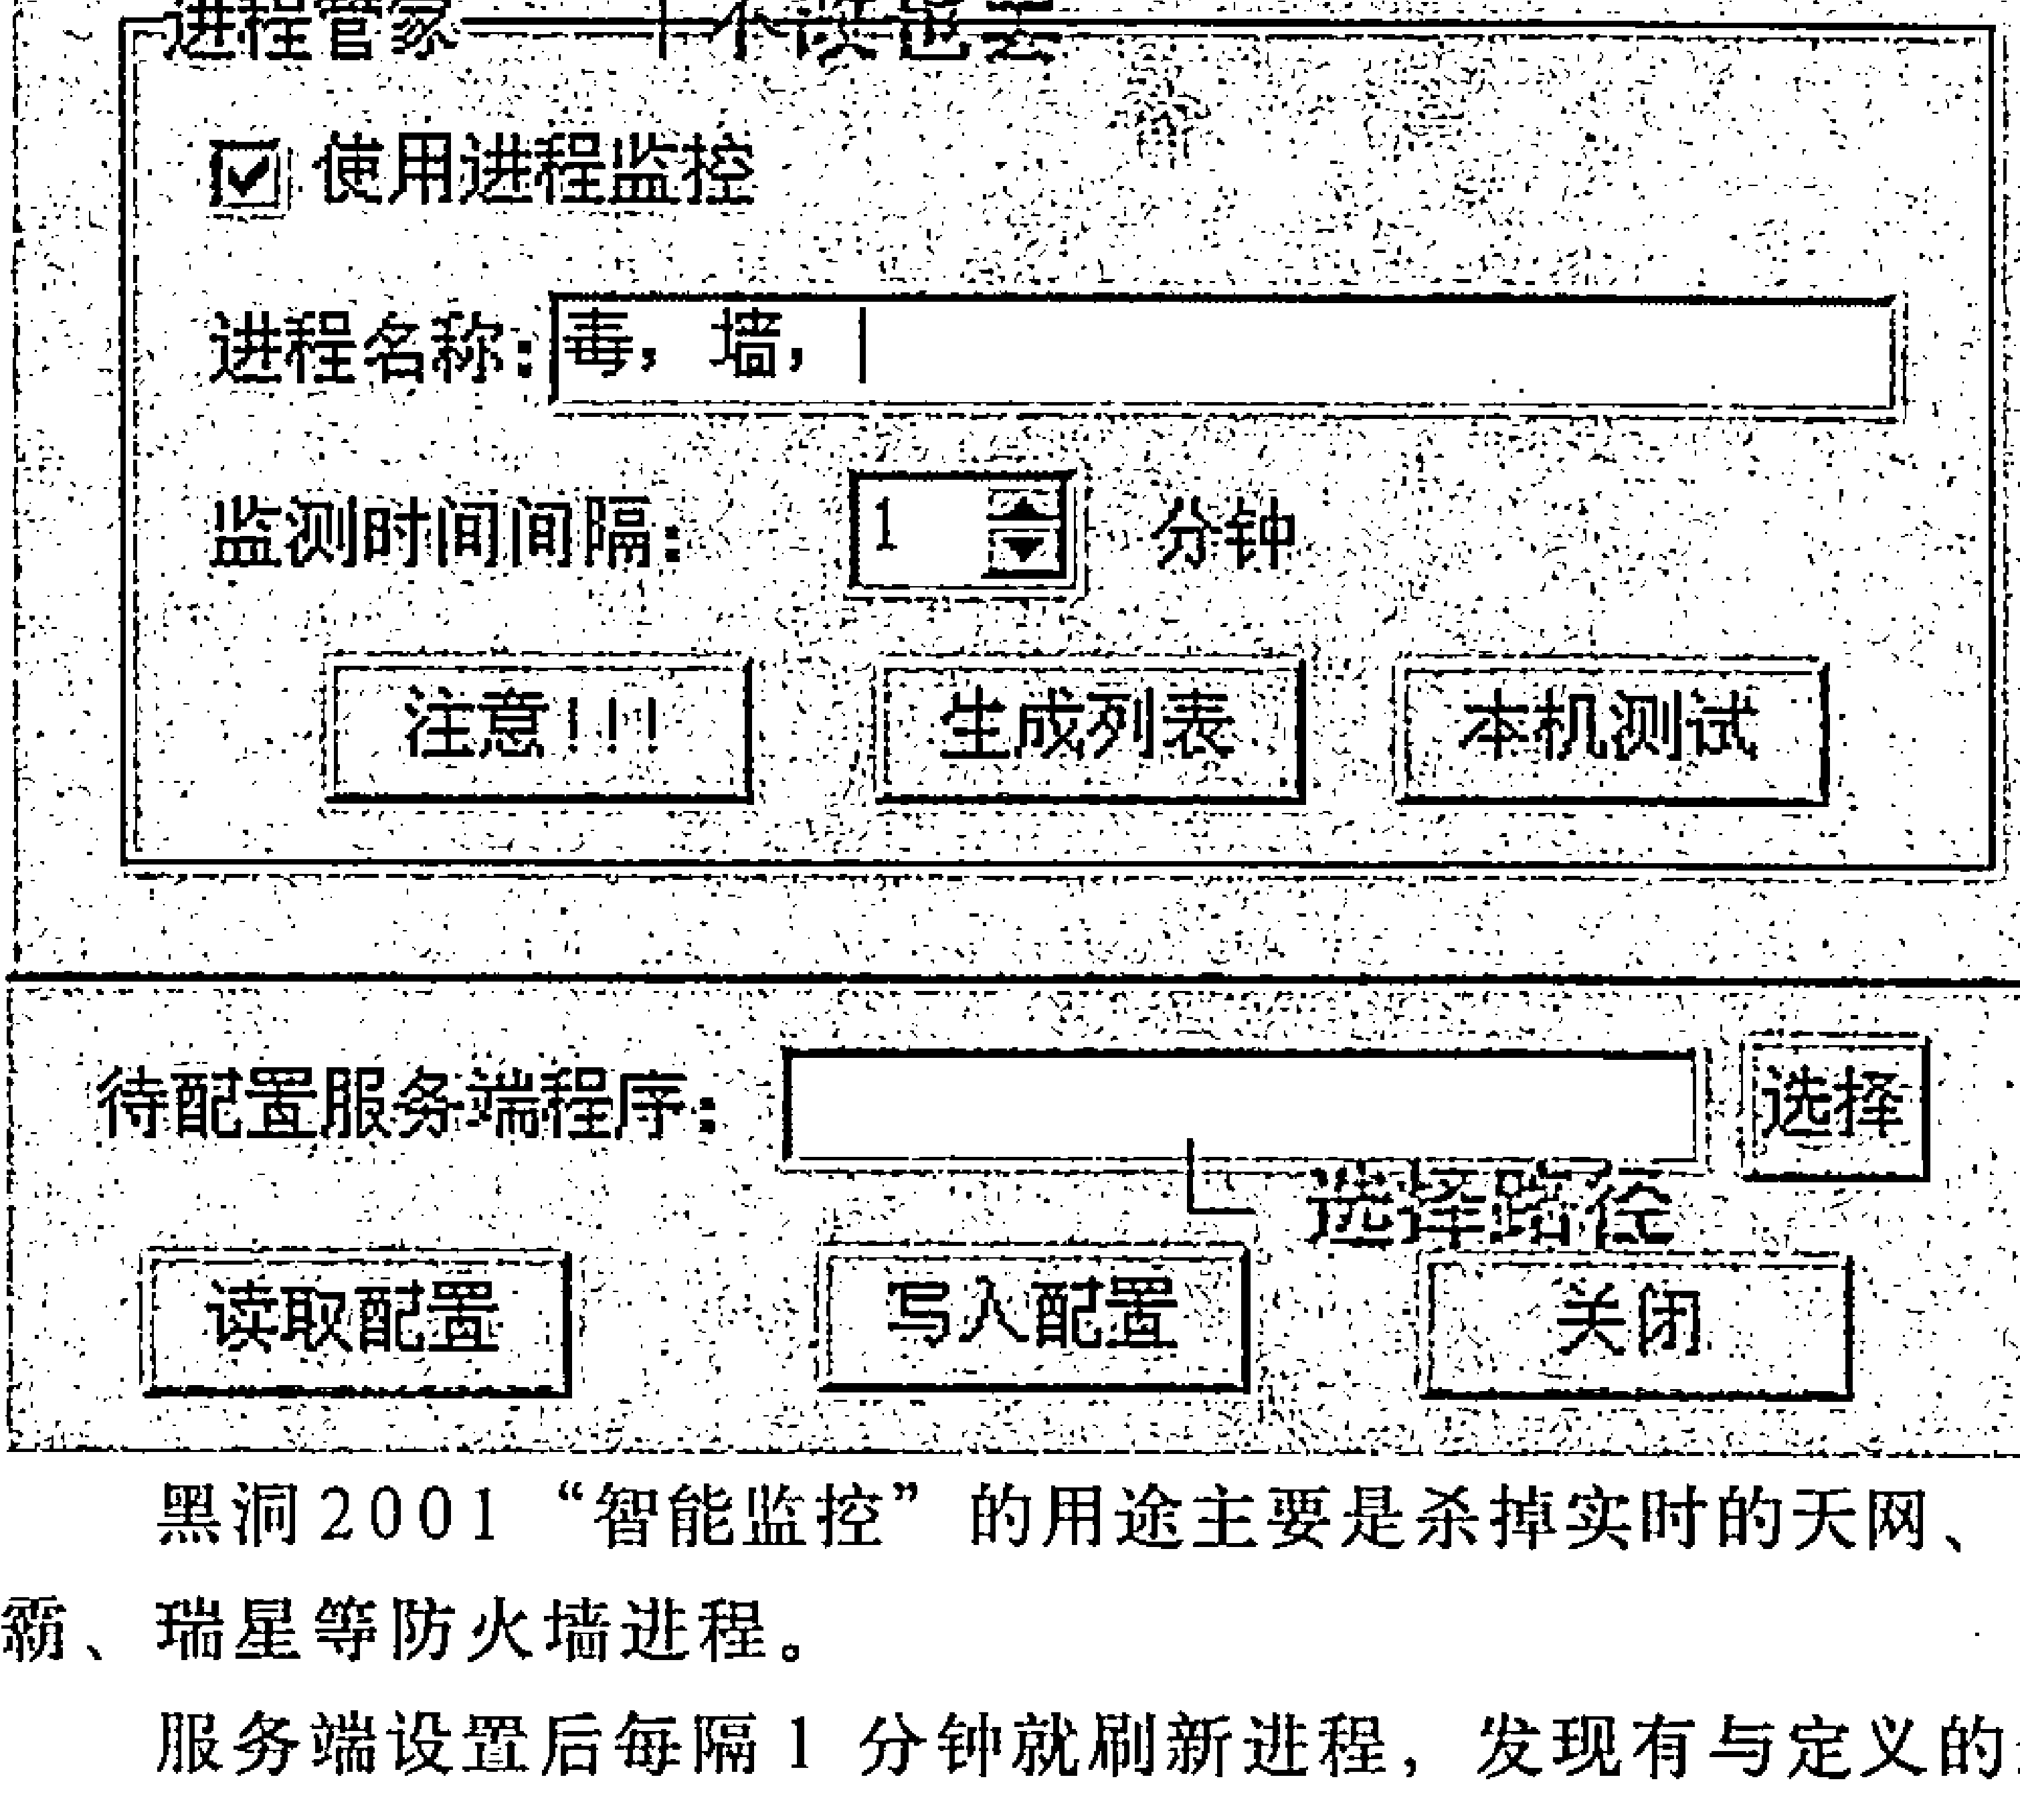 进程管家
使用进程监控
进程名称: 毒, 墙,
监测时间间隔: 1 分钟
注意!!! 生成列表 本机测试
待配置服务端程序: 选择
选择路径
读取配置 写入配置 关闭
黑洞2001“智能监控”的用途主要是杀掉实时的天网、
霸、瑞星等防火墙进程。
服务端设置后每隔1 分钟就刷新进程, 发现有与定义的